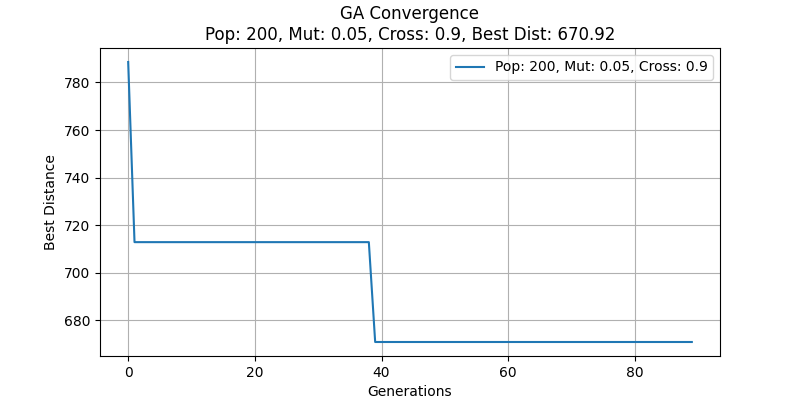 GA Convergence
Pop: 200, Mut: 0.05, Cross: 0.9, Best Dist: 670.92
Pop: 200, Mut: 0.05, Cross: 0.9
Best Distance
780
760
740
720
700
680
0 20 40 60 80
Generations